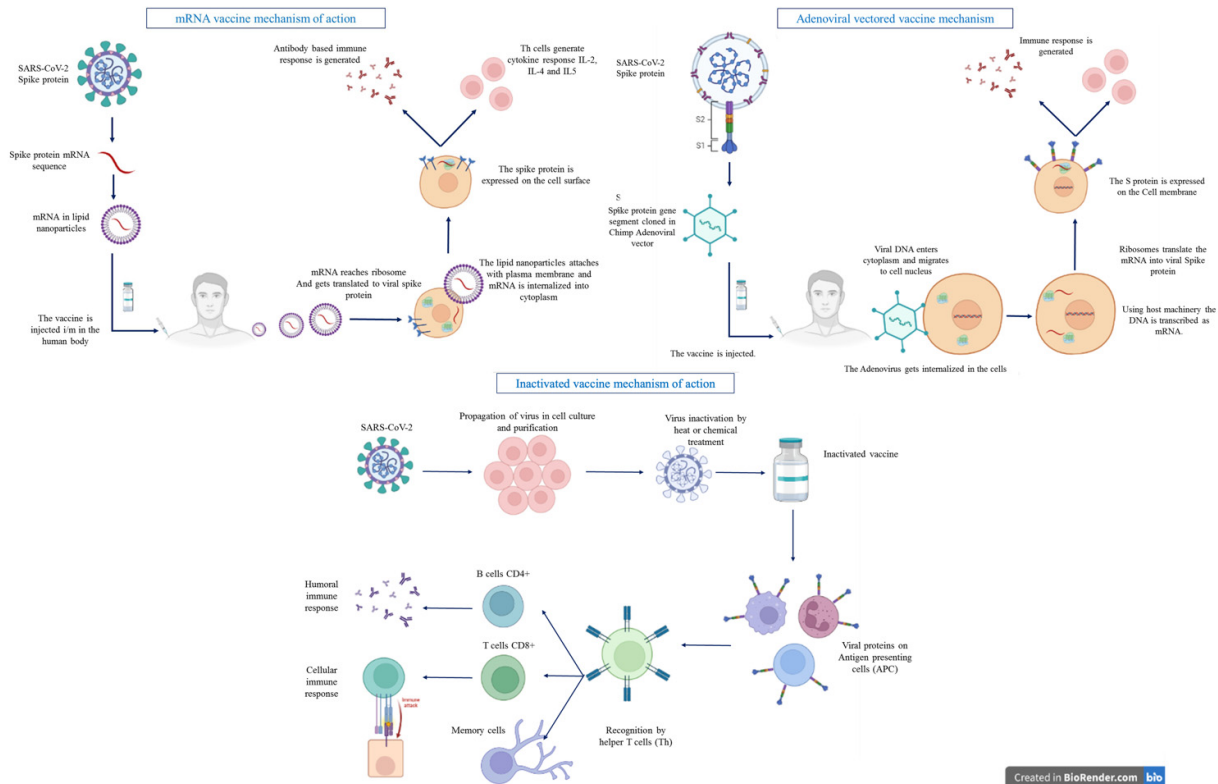 mRNA vaccine mechanism of action
SARS-CoV-2
Spike protein
Spike protein mRNA
sequence
mRNA in lipid
nanoparticles
The vaccine is
injected i/m in the
human body
mRNA reaches ribosome
And gets translated to viral spike
protein
The lipid nanoparticles attaches
with plasma membrane and
mRNA is internalized into
cytoplasm
The spike protein is
expressed on the cell surface
Antibody based immune
response is generated
Th cells generate
cytokine response IL-2,
IL-4 and IL5
Adenoviral vectored vaccine mechanism
SARS-CoV-2
Spike protein
S2
S1
S
Spike protein gene
segment cloned in
Chimp Adenoviral
vector
The vaccine is injected.
Viral DNA enters
cytoplasm and migrates
to cell nucleus
The Adenovirus gets internalized in the cells
Using host machinery the
DNA is transcribed as
mRNA.
Ribosomes translate the
mRNA into viral Spike
protein
The S protein is expressed
on the Cell membrane
Immune response is
generated
Inactivated vaccine mechanism of action
SARS-CoV-2
Propagation of virus in cell culture
and purification
Virus inactivation by
heat or chemical
treatment
Inactivated vaccine
Viral proteins on
Antigen presenting
cells (APC)
Recognition by
helper T cells (Th)
B cells CD4+
T cells CD8+
Memory cells
Humoral
immune
response
Cellular
immune
response
Immune
attack
Created in BioRender.com bio